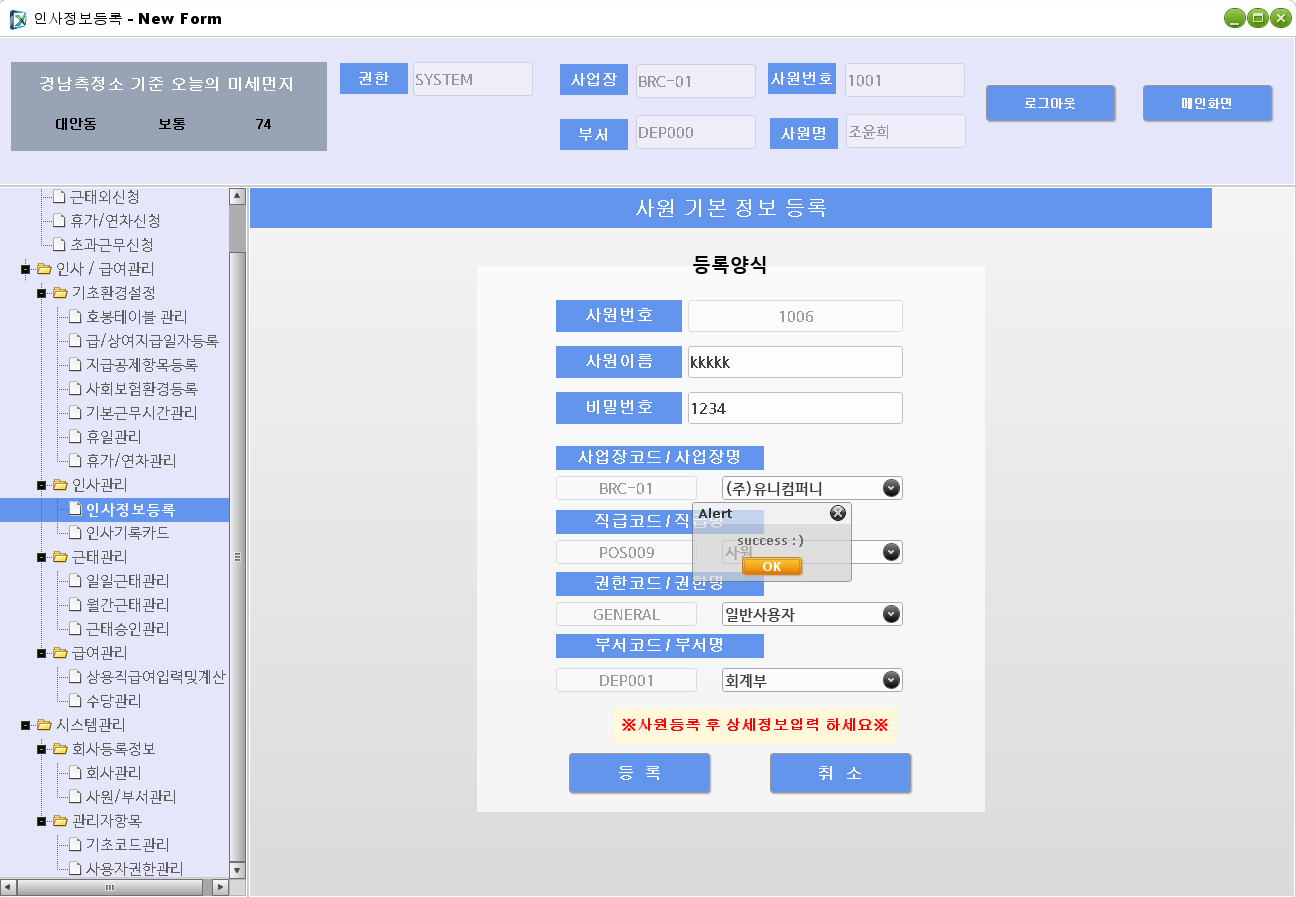 인사정보등록 - New Form
경남측정소 기준 오늘의 미세먼지
대안동 보통 74
권한 SYSTEM
사업장 BRC-01 사원번호 1001
부서 DEP000 사원명 조윤희
로그아웃 메인화면
근태외신청
휴가/연차신청
초과근무신청
인사 / 급여관리
기초환경설정
호봉테이블 관리
급/상여지급일자등록
지급공제항목등록
사회보험환경등록
기본근무시간관리
휴일관리
휴가/연차관리
인사관리
인사정보등록
인사기록카드
근태관리
일일근태관리
월간근태관리
근태승인관리
급여관리
상용직급여입력및계산
수당관리
시스템관리
회사등록정보
회사관리
사원/부서관리
관리자항목
기초코드관리
사용자권한관리
사원 기본 정보 등록
등록양식
사원번호 1006
사원이름 kkkkk
비밀번호 1234
사업장코드 / 사업장명
BRC-01 (주)유니컴퍼니
직급코드 / 직급명
POS009 사원
권한코드 / 권한명
GENERAL 일반사용자
부서코드 / 부서명
DEP001 회계부
※사원등록 후 상세정보입력 하세요※
등 록 취 소
Alert
success : )
OK